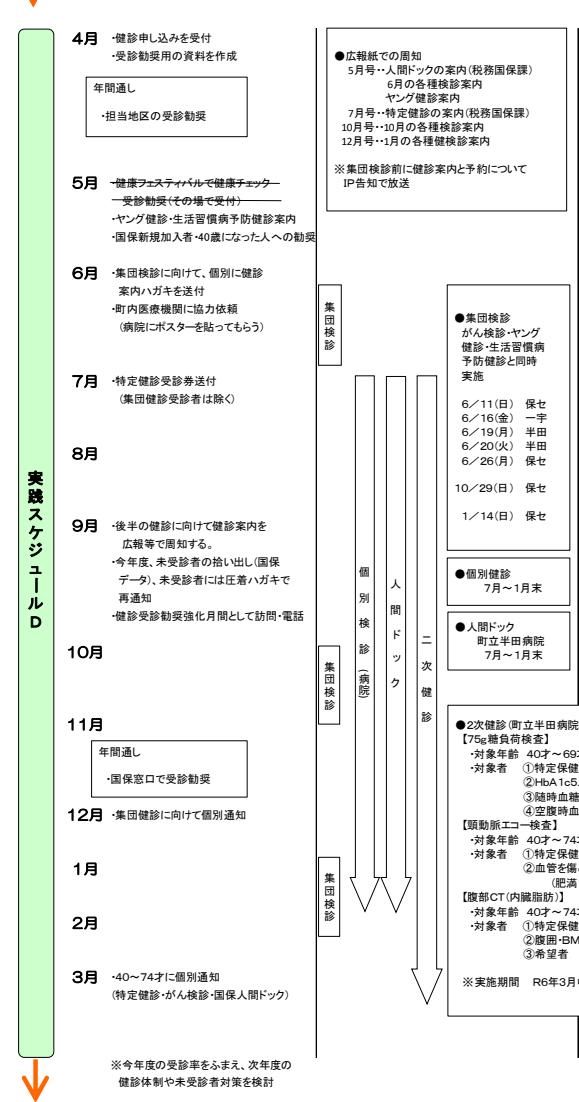 実践スケジュールD
4月 ・健診申し込みを受付
・受診勧奨用の資料を作成
年間通し
・担当地区の受診勧奨
5月 ・健康フェスティバルで健康チェック
受診勧奨(その場で受付)
・ヤング健診・生活習慣病予防健診案内
・国保新規加入者・40歳になった人への勧奨
6月 ・集団検診に向けて、個別に健診
案内ハガキを送付
・町内医療機関に協力依頼
(病院にポスターを貼ってもらう)
7月 ・特定健診受診券送付
(集団健診受診者は除く)
8月
9月 ・後半の健診に向けて健診案内を
広報等で周知する。
・今年度、未受診者の拾い出し(国保
データ)、未受診者には圧着ハガキで
再通知
・健診受診勧奨強化月間として訪問・電話
10月
11月
年間通し
・国保窓口で受診勧奨
12月 ・集団健診に向けて個別通知
1月
2月
3月 ・40～74才に個別通知
(特定健診・がん検診・国保人間ドック)
※今年度の受診率をふまえ、次年度の
健診体制や未受診者対策を検討
集団検診
集団検診
集団検診
個別検診(病院)
人間ドック
二次健診
●広報紙での周知
5月号・・人間ドックの案内(税務国保課)
6月の各種検診案内
ヤング健診案内
7月号・・特定健診の案内(税務国保課)
10月号・・10月の各種検診案内
12月号・・1月の各種健検診案内
※集団検診前に健診案内と予約について
IP告知で放送
●集団検診
がん検診・ヤング
健診・生活習慣病
予防健診と同時
実施
6／11(日) 保セ
6／16(金) 一宇
6／19(月) 半田
6／20(火) 半田
6／26(月) 保セ
10／29(日) 保セ
1／14(日) 保セ
●個別健診
7月～1月末
●人間ドック
町立半田病院
7月～1月末
●2次健診(町立半田病院
【75g糖負荷検査】
・対象年齢 40才～69
・対象者 ①特定保健
②HbA1c5.
③随時血糖
④空腹時血
【頸動脈エコー検査】
・対象年齢 40才～74
・対象者 ①特定保健
②血管を傷
(肥満
【腹部CT(内臓脂肪)】
・対象年齢 40才～74
・対象者 ①特定保健
②腹囲・BM
③希望者
※実施期間 R6年3月